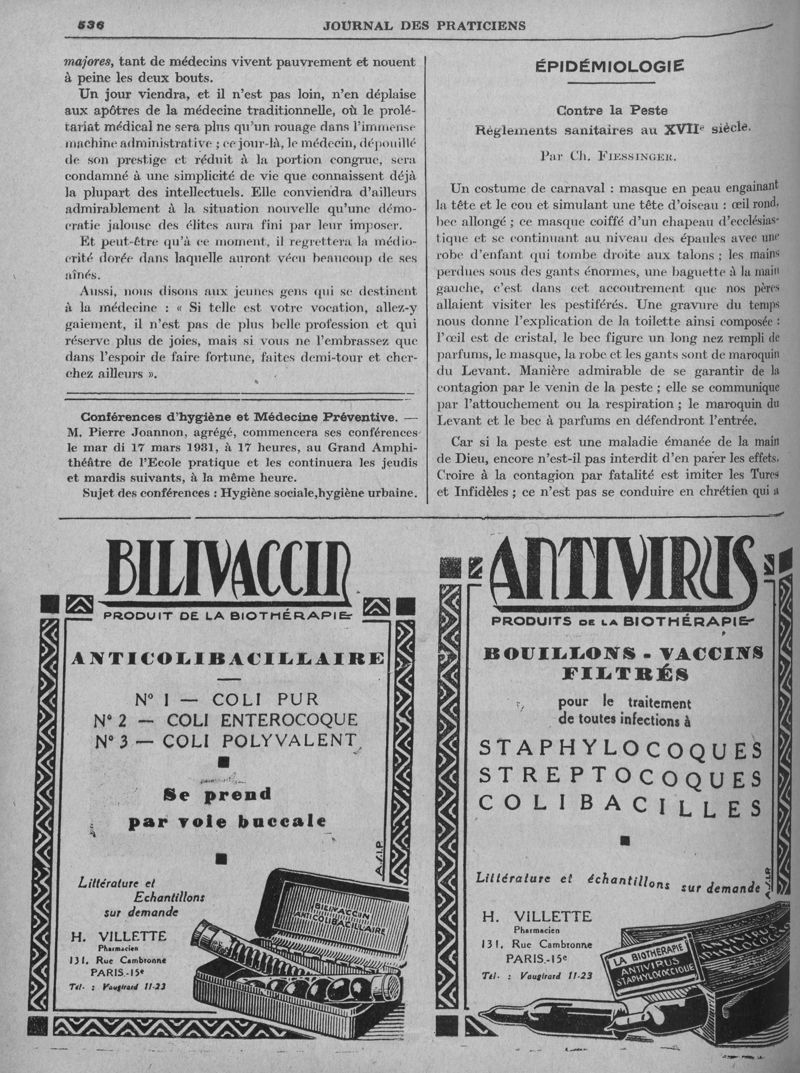 536
JOURNAL DES PRATICIENS
majores, tant de médecins vivent pauvrement et nouent
à peine les deux bouts.
Un jour viendra, et il n'est pas loin, n'en déplaise
aux apôtres de la médecine traditionnelle, où le prolé-
tariat médical ne sera plus qu'un rouage dans l'immense
machine administrative ; ce jour-là, le médecin, dépouillé
de son prestige et réduit à la portion congrue, sera
condamné à une simplicité de vie que connaissent déjà
la plupart des intellectuels. Elle conviendra d'ailleurs
admirablement à la situation nouvelle qu'une démo-
cratie jalouse des élites aura fini par leur imposer.
Et peut-être qu'à ce moment, il regrettera la médio-
crité dorée dans laquelle auront vécu beaucoup de ses
aînés.
Aussi, nous disons aux jeunes gens qui se destinent
à la médecine : « Si telle est votre vocation, allez-y
gaiement, il n'est pas de plus belle profession et qui
réserve plus de joies, mais si vous ne l'embrassez que
dans l'espoir de faire fortune, faites demi-tour et cher-
chez ailleurs ».
Conférences d'hygiène et Médecine Préventive. —
M. Pierre Joannon, agrégé, commencera ses conférences
le mar di 17 mars 1931, à 17 heures, au Grand Amphi-
théâtre de l'Ecole pratique et les continuera les jeudis
et mardis suivants, à la même heure.
Sujet des conférences : Hygiène sociale,hygiène urbaine.
ÉPIDÉMIOLOGIE
Contre la Peste
Règlements sanitaires au XVIIe siècle.
Par Ch. FIESSINGER.
Un costume de carnaval : masque en peau engainant
la tête et le cou et simulant une tête d'oiseau : œil rond,
bec allongé ; ce masque coiffé d'un chapeau d'ecclésias-
tique et se continuant au niveau des épaules avec une
robe d'enfant qui tombe droite aux talons ; les mains
perdues sous des gants énormes, une baguette à la main
gauche, c'est dans cet accoutrement que nos pères
allaient visiter les pestiférés. Une gravure du temps
nous donne l'explication de la toilette ainsi composée :
l'œil est de cristal, le bec figure un long nez rempli de
parfums, le masque, la robe et les gants sont de maroquin
du Levant. Manière admirable de se garantir de la
contagion par le venin de la peste ; elle se communique
par l'attouchement ou la respiration ; le maroquin du
Levant et le bec à parfums en défendront l'entrée.
Car si la peste est une maladie émanée de la main
de Dieu, encore n'est-il pas interdit d'en parer les effets.
Croire à la contagion par fatalité est imiter les Turcs
et Infidèles ; ce n'est pas se conduire en chrétien qui a
BILIVACCIN
PRODUIT DE LA BIOTHÉRAPIE
ANTICOLIBACILLAIRE
N° 1 — COLI PUR
N° 2 — COLI ENTEROCOQUE
N° 3 — COLI POLYVALENT
Se prend
par voie buccale
Littérature et
Echantillons
sur demande
H. VILLETTE
Pharmacien
131, Rue Cambronne
PARIS.-15e
Tél. : Vaugirard 11-23
BILIVACCIN
ANTICOLIBACILLAIRE
ANTIVIRUS
PRODUITS DE LA BIOTHÉRAPIE
BOUILLONS - VACCINS
FILTRÉS
pour le traitement
de toutes infections à
STAPHYLOCOQUES
STREPTOCOQUES
COLIBACILLES
Littérature et échantillons sur demande
H. VILLETTE
Pharmacien
131, Rue Cambronne
PARIS.-15e
Tél. : Vaugirard 11-23
LA BIOTHERAPIE
ANTIVIRUS
STAPHYLOCOCCIQUE